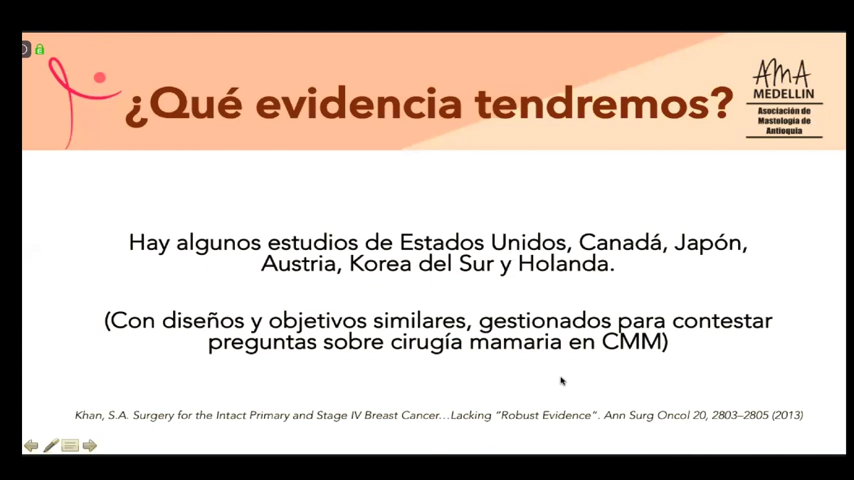 ¿Qué evidencia tendremos?
AMA
MEDELLIN
Asociación de
Mastología de
Antioquia
Hay algunos estudios de Estados Unidos, Canadá, Japón,
Austria, Korea del Sur y Holanda.
(Con diseños y objetivos similares, gestionados para contestar
preguntas sobre cirugía mamaria en CMM)
Khan, S.A. Surgery for the Intact Primary and Stage IV Breast Cancer…Lacking “Robust Evidence”. Ann Surg Oncol 20, 2803–2805 (2013)